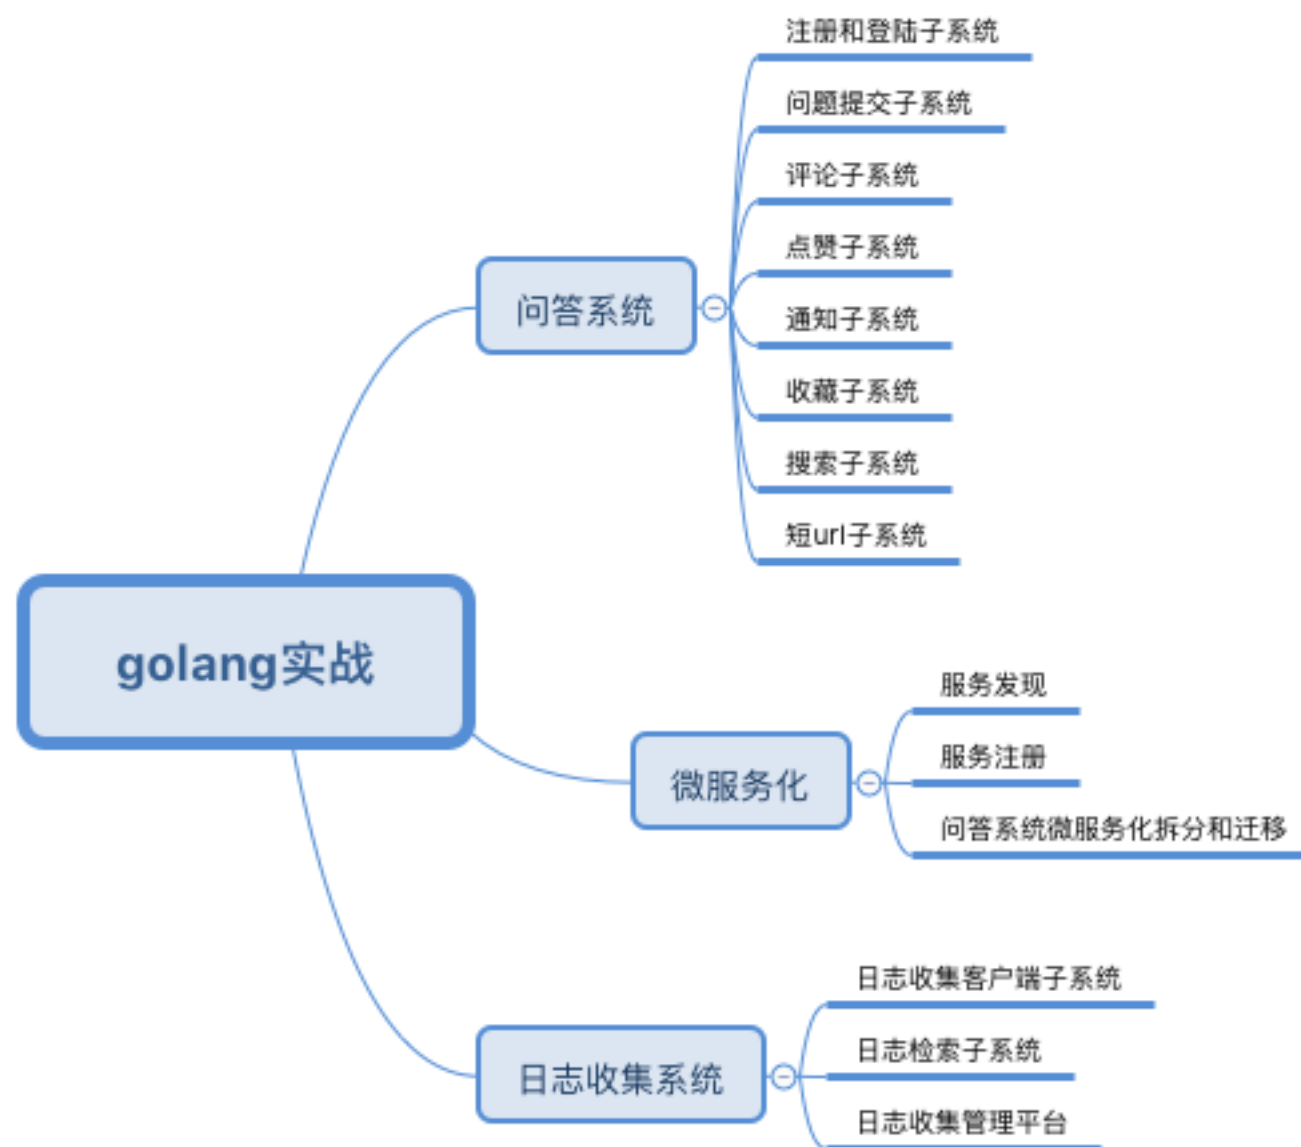 注册和登陆子系统
问题提交子系统
评论子系统
点赞子系统
问答系统
通知子系统
收藏子系统
搜索子系统
短url子系统
golang实战
服务发现
服务注册
微服务化
问答系统微服务化拆分和迁移
日志收集客户端子系统
日志检索子系统
日志收集系统
日志收集管理平台